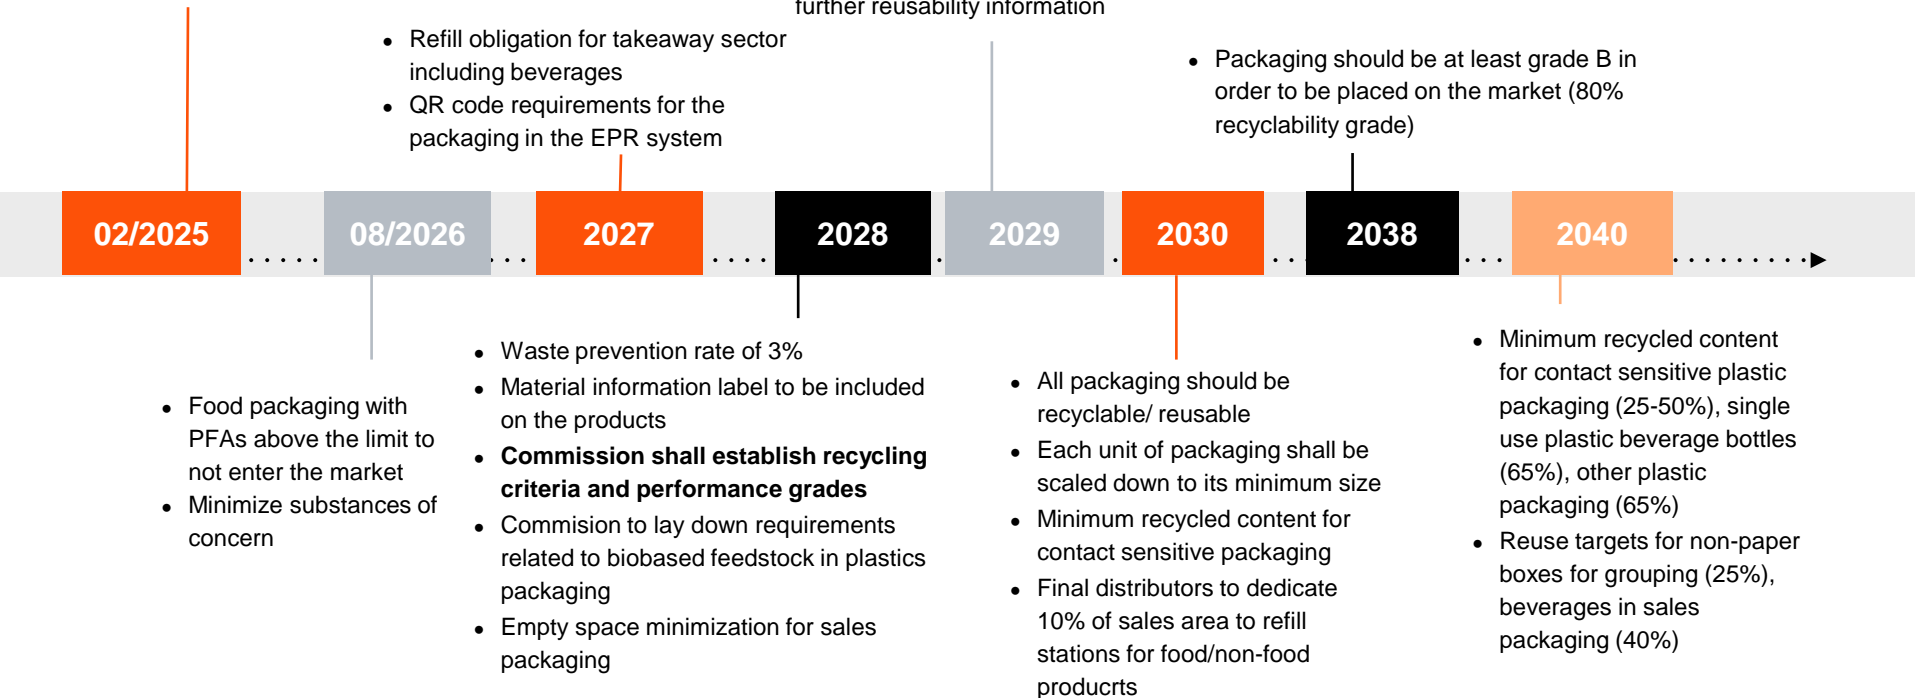 further reusability information
Refill obligation for takeaway sector
including beverages
QR code requirements for the
packaging in the EPR system
Packaging should be at least grade B in
order to be placed on the market (80%
recyclability grade)
02/2025
08/2026
2027
2028
2029
2030
2038
2040
Food packaging with
PFAs above the limit to
not enter the market
Minimize substances of
concern
Waste prevention rate of 3%
Material information label to be included
on the products
Commission shall establish recycling
criteria and performance grades
Commision to lay down requirements
related to biobased feedstock in plastics
packaging
Empty space minimization for sales
packaging
All packaging should be
recyclable/ reusable
Each unit of packaging shall be
scaled down to its minimum size
Minimum recycled content for
contact sensitive packaging
Final distributors to dedicate
10% of sales area to refill
stations for food/non-food
producrts
Minimum recycled content
for contact sensitive plastic
packaging (25-50%), single
use plastic beverage bottles
(65%), other plastic
packaging (65%)
Reuse targets for non-paper
boxes for grouping (25%),
beverages in sales
packaging (40%)